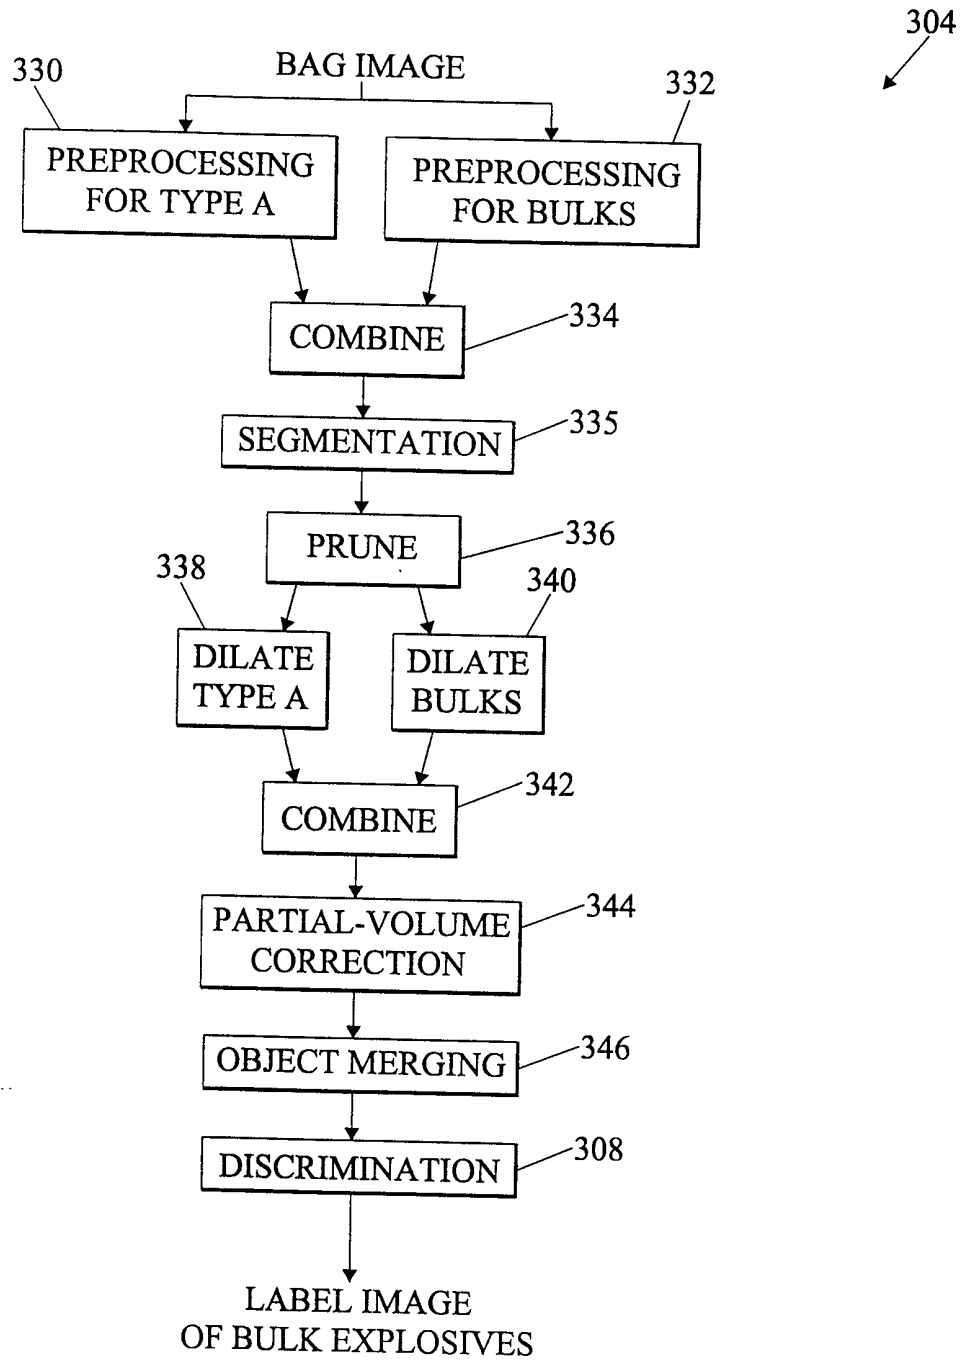 304
BAG IMAGE
330
332
PREPROCESSING
FOR TYPE A
PREPROCESSING
FOR BULKS
COMBINE
334
SEGMENTATION
335
PRUNE
336
338
340
DILATE
TYPE A
DILATE
BULKS
COMBINE
342
PARTIAL-VOLUME
CORRECTION
344
OBJECT MERGING
346
DISCRIMINATION
308
LABEL IMAGE
OF BULK EXPLOSIVES